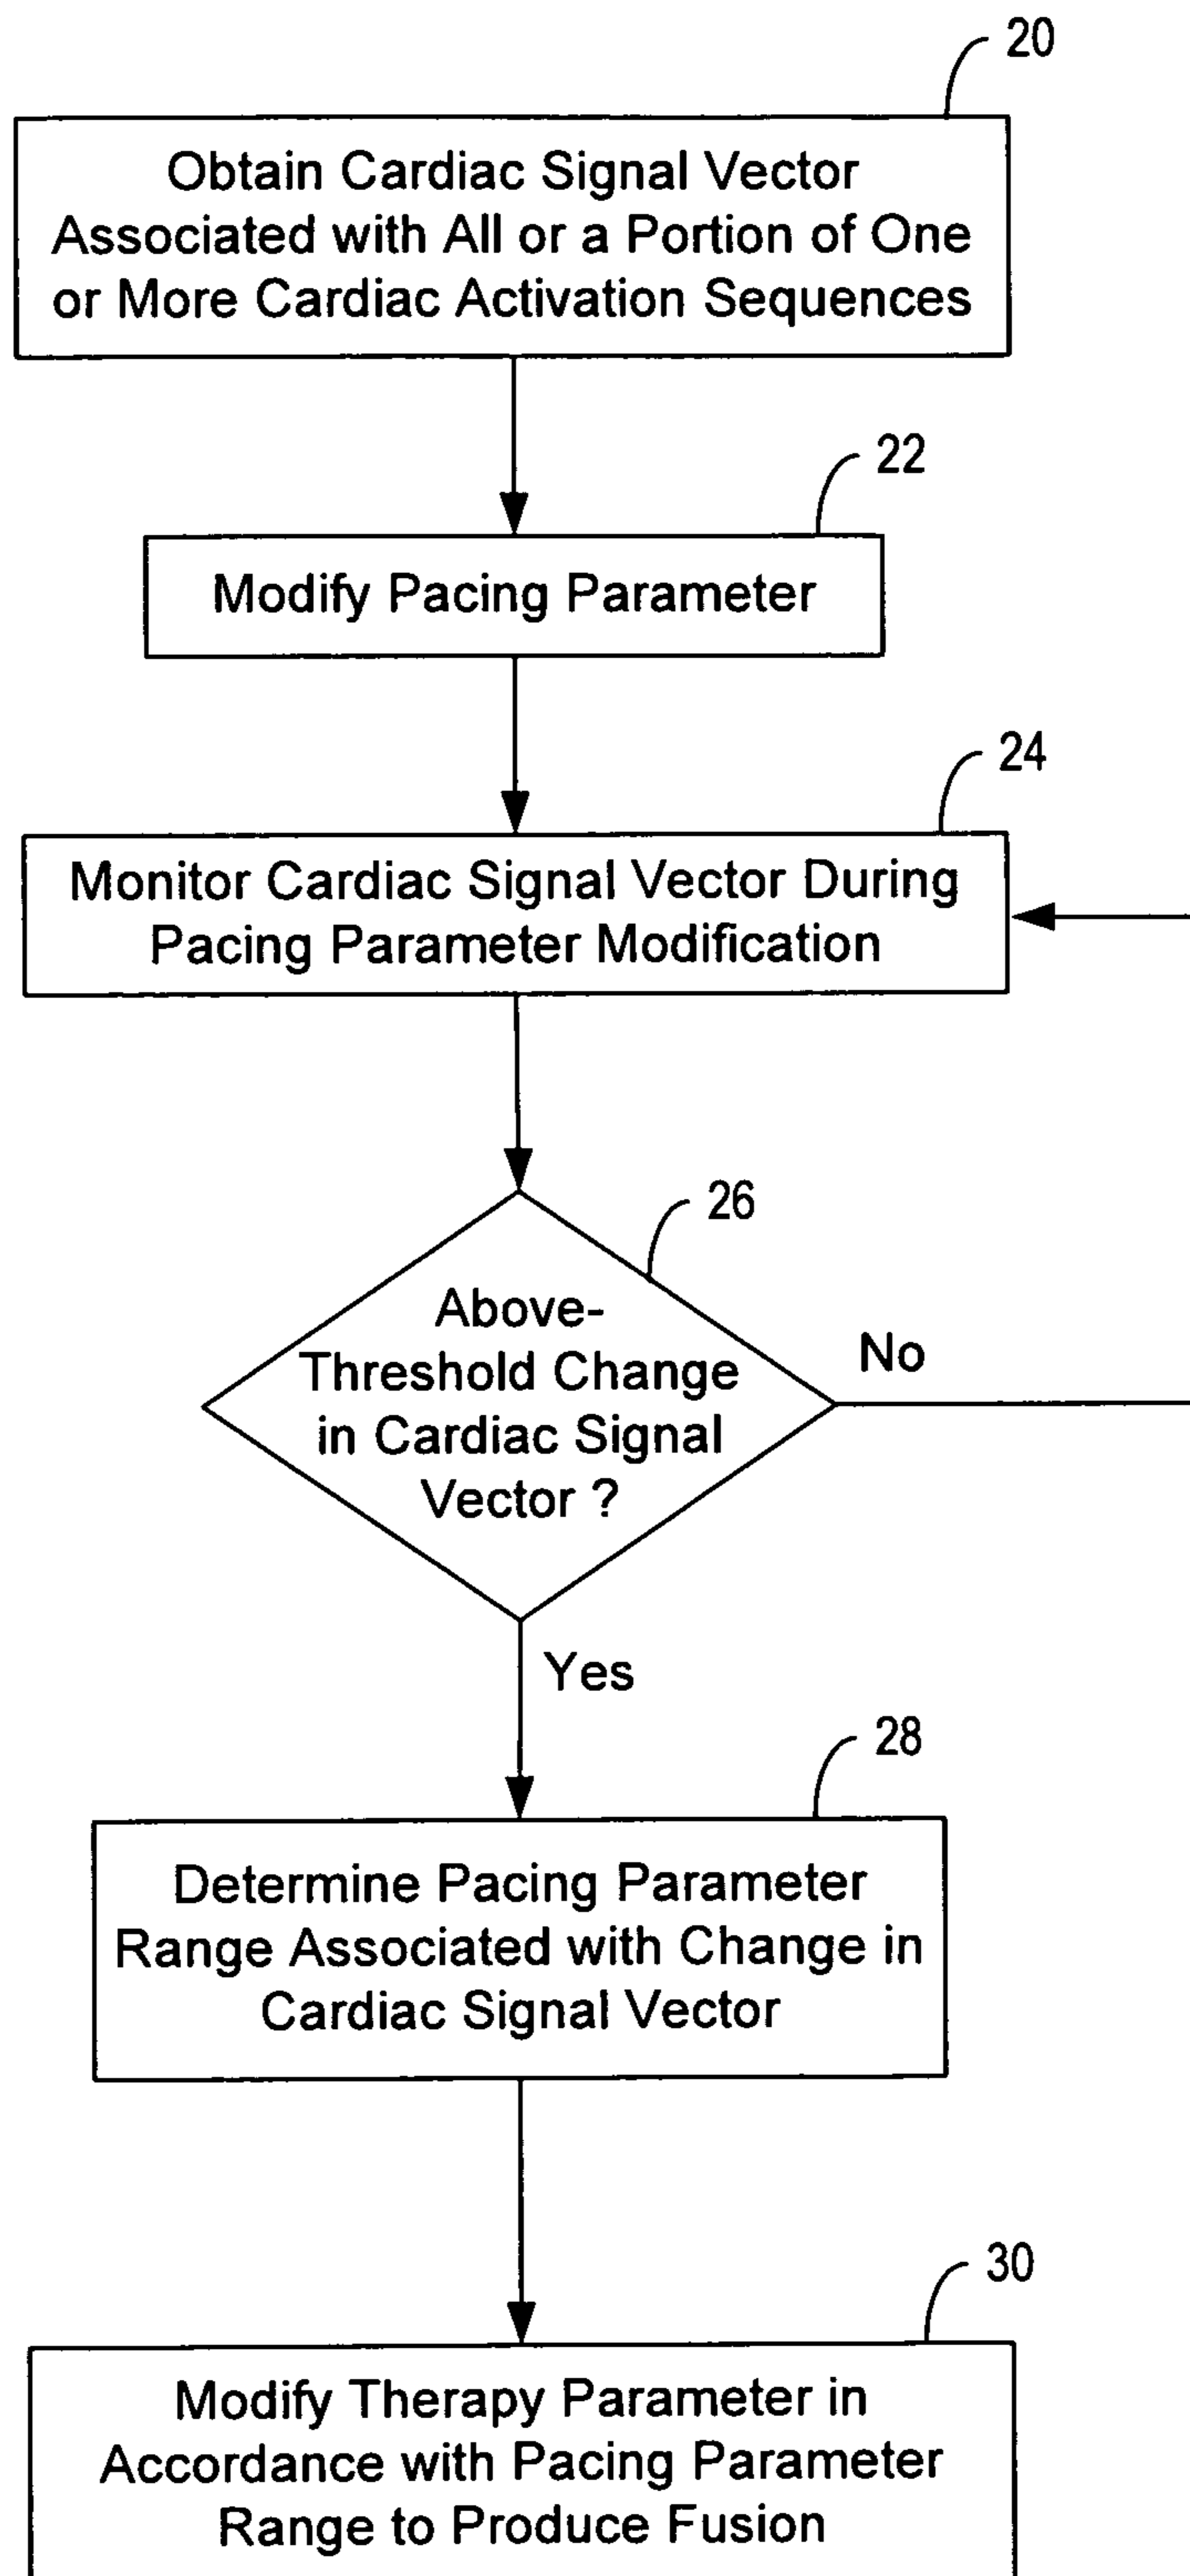 20
Obtain Cardiac Signal Vector
Associated with All or a Portion of One
or More Cardiac Activation Sequences
22
Modify Pacing Parameter
24
Monitor Cardiac Signal Vector During
Pacing Parameter Modification
26
Above-
Threshold Change
in Cardiac Signal
Vector ?
No
Yes
28
Determine Pacing Parameter
Range Associated with Change in
Cardiac Signal Vector
30
Modify Therapy Parameter in
Accordance with Pacing Parameter
Range to Produce Fusion